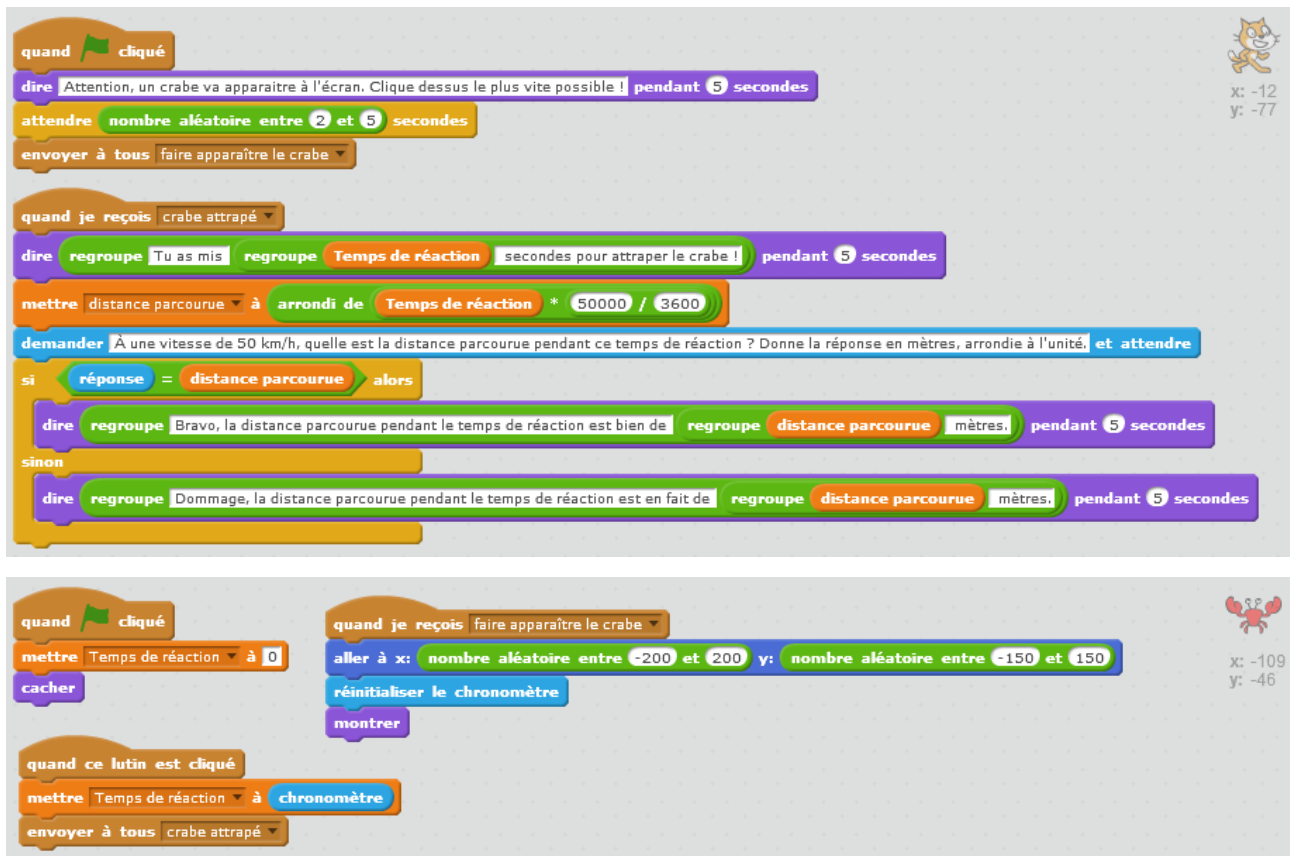 quand cliqué
dire Attention, un crabe va apparaitre à l'écran. Clique dessus le plus vite possible ! pendant 5 secondes
attendre nombre aléatoire entre 2 et 5 secondes
envoyer à tous faire apparaître le crabe
x: -12
y: -77
quand je reçois crabe attrapé
dire regroupe Tu as mis regroupe Temps de réaction secondes pour attraper le crabe ! pendant 5 secondes
mettre distance parcourue à arrondi de Temps de réaction * 50000 / 3600
demander À une vitesse de 50 km/h, quelle est la distance parcourue pendant ce temps de réaction ? Donne la réponse en mètres, arrondie à l'unité. et attendre
si réponse = distance parcourue alors
dire regroupe Bravo, la distance parcourue pendant le temps de réaction est bien de regroupe distance parcourue mètres. pendant 5 secondes
sinon
dire regroupe Dommage, la distance parcourue pendant le temps de réaction est en fait de regroupe distance parcourue mètres. pendant 5 secondes
quand cliqué
mettre Temps de réaction à 0
cacher
quand je reçois faire apparaître le crabe
aller à x: nombre aléatoire entre -200 et 200 y: nombre aléatoire entre -150 et 150
réinitialiser le chronomètre
montrer
x: -109
y: -46
quand ce lutin est cliqué
mettre Temps de réaction à chronomètre
envoyer à tous crabe attrapé